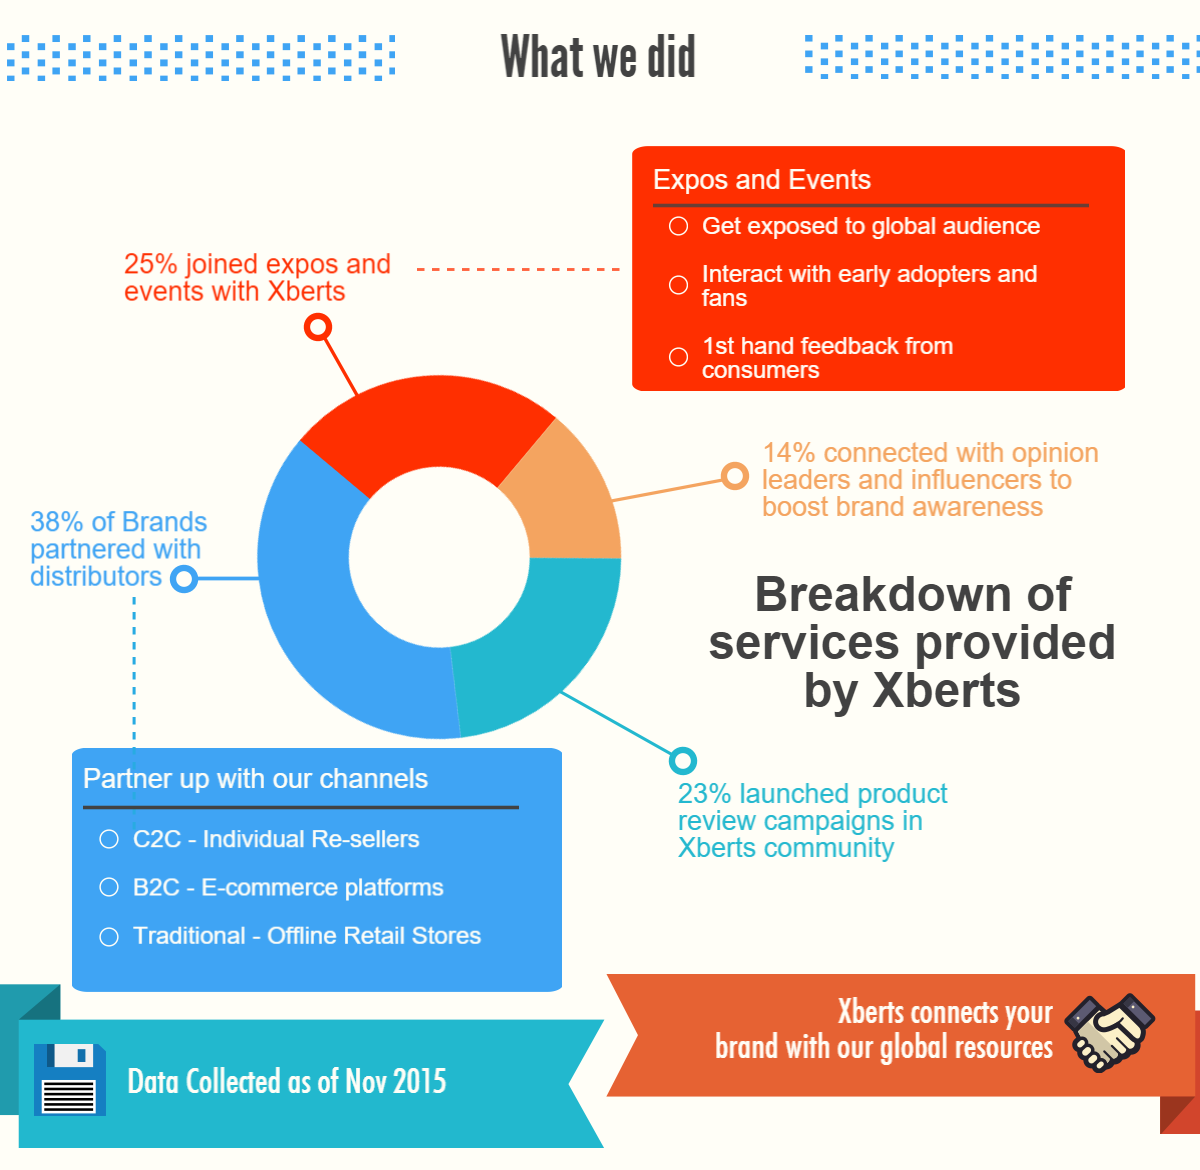 What we did
Expos and Events
Get exposed to global audience
Interact with early adopters and
fans
1st hand feedback from
consumers
25% joined expos and
events with Xberts
14% connected with opinion
leaders and influencers to
boost brand awareness
38% of Brands
partnered with
distributors
Breakdown of
services provided
by Xberts
23% launched product
review campaigns in
Xberts community
Partner up with our channels
C2C - Individual Re-sellers
B2C - E-commerce platforms
Traditional - Offline Retail Stores
Xberts connects your
brand with our global resources
Data Collected as of Nov 2015